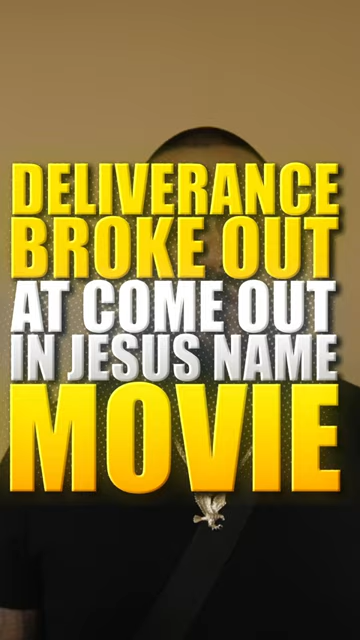 DELIVERANCE
BROKE OUT
AT COME OUT
IN JESUS NAME
MOVIE